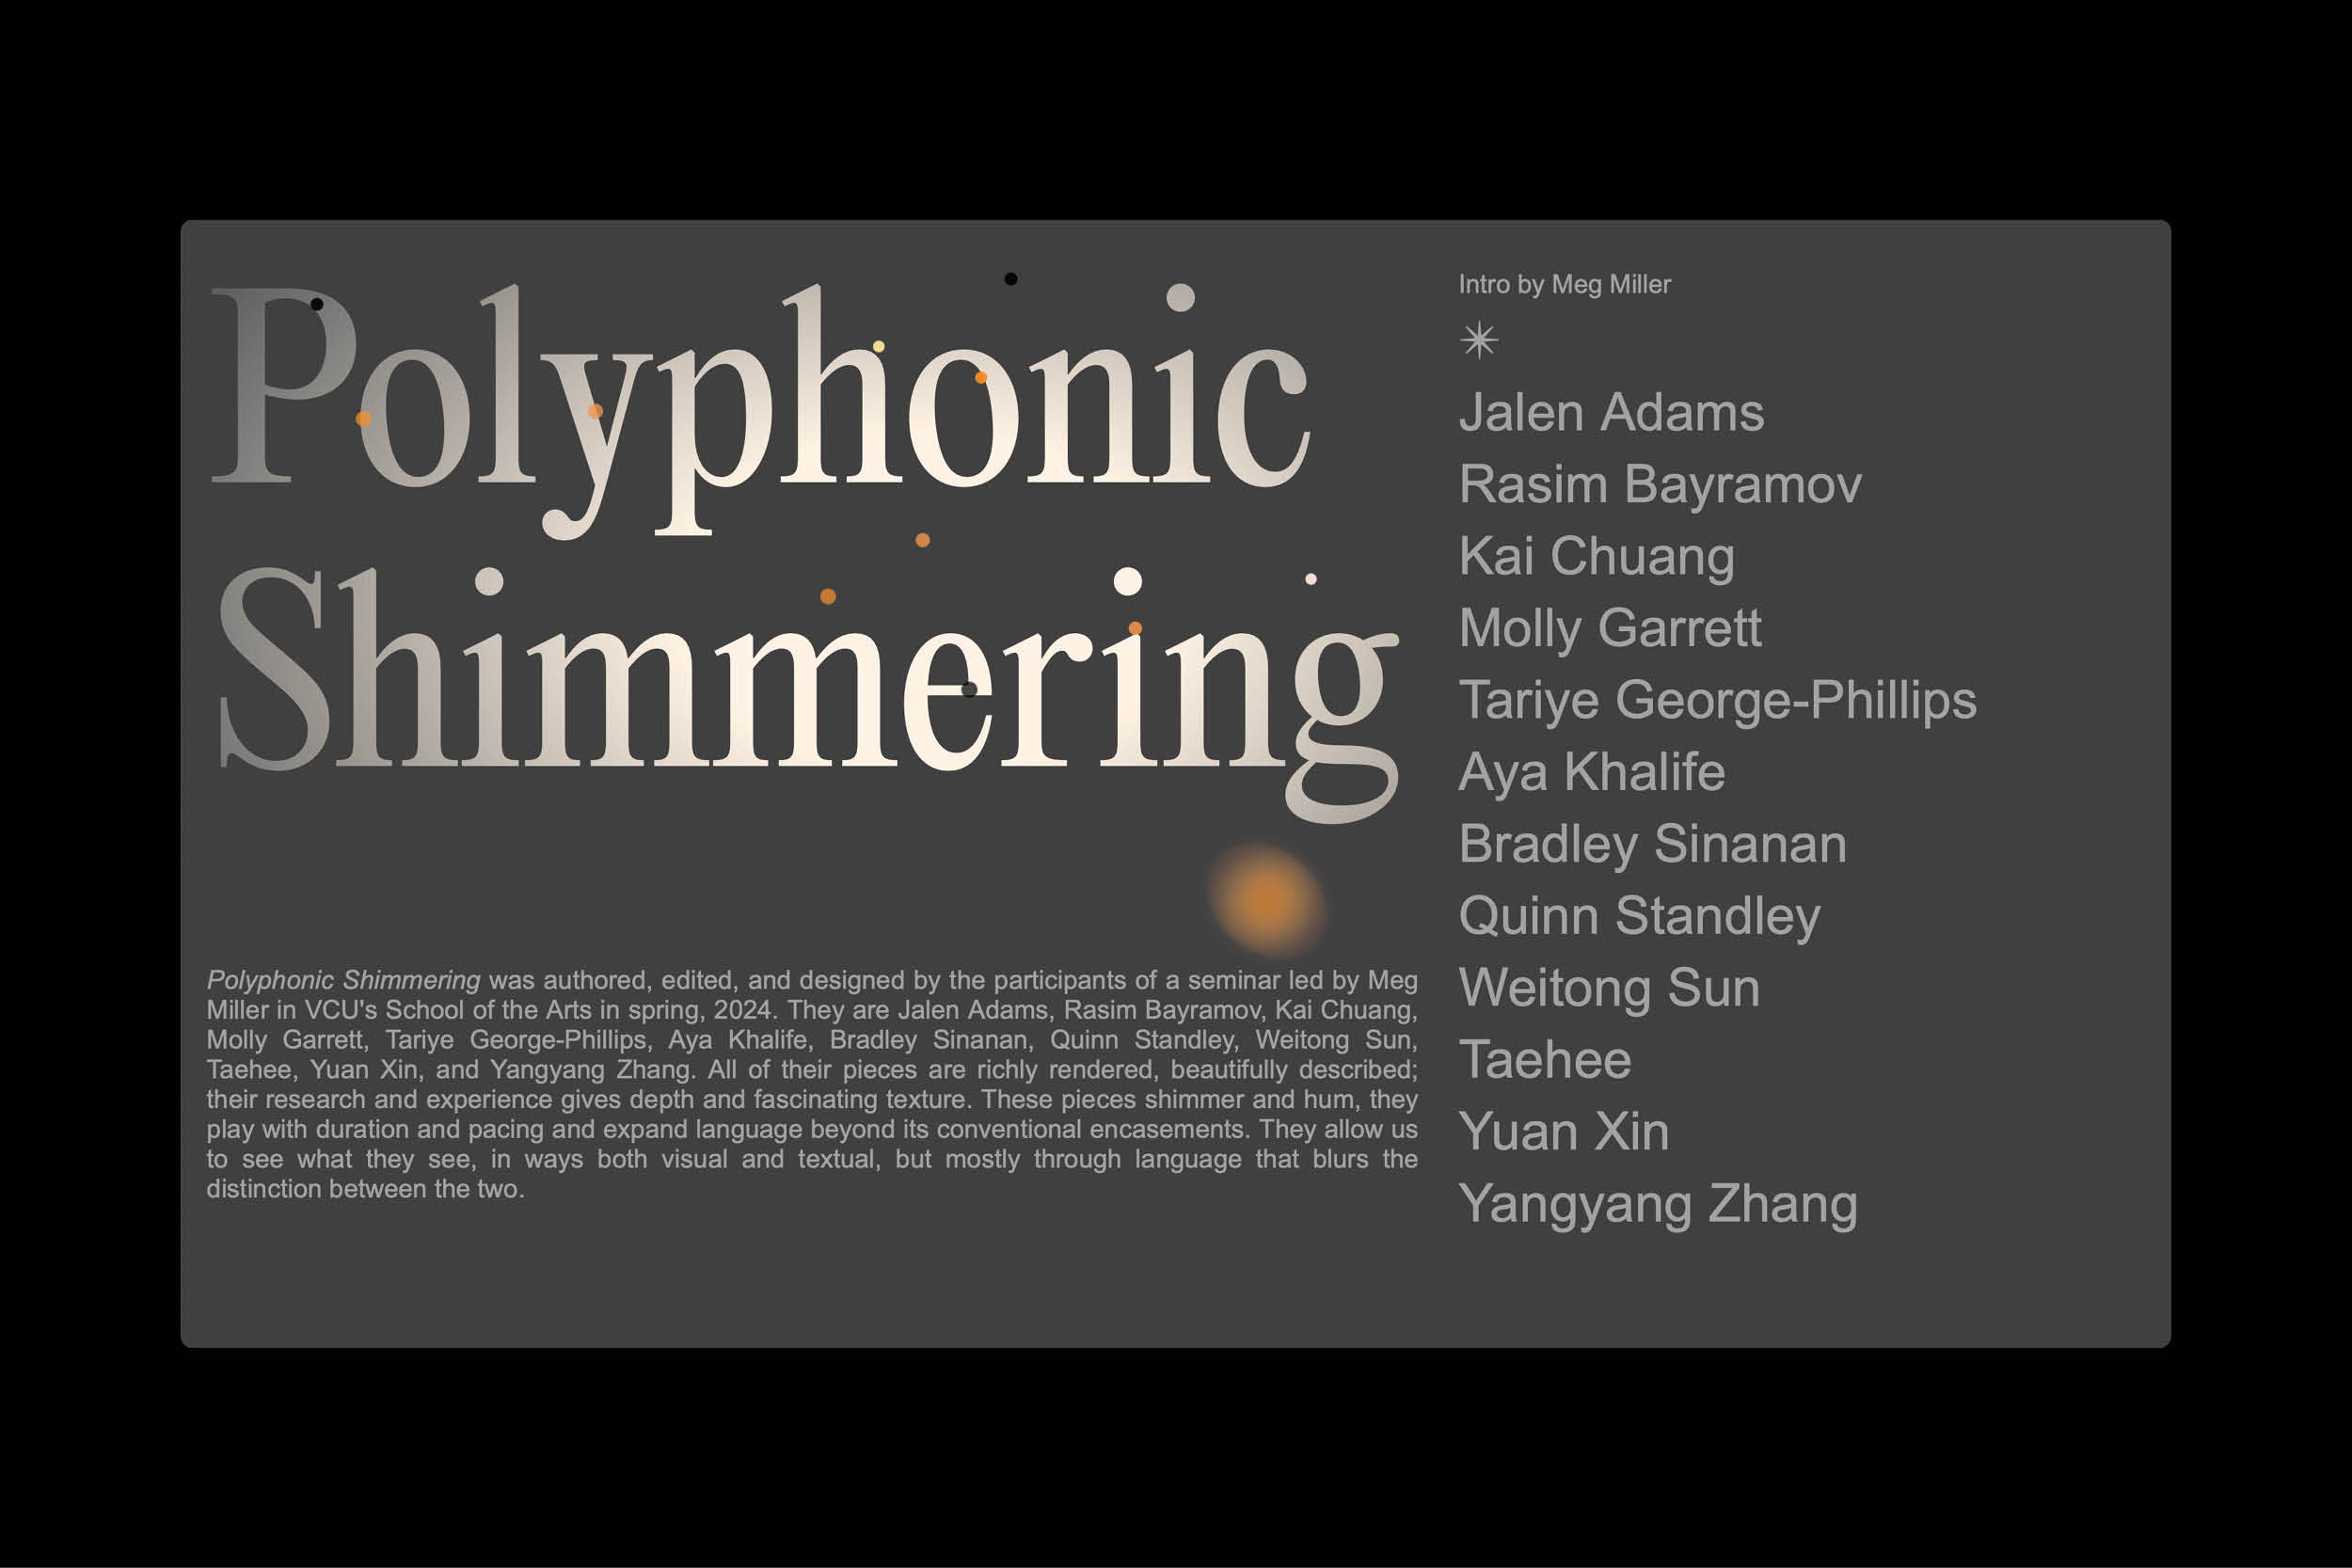 Polyphonic
Shimmering
Polyphonic Shimmering was authored, edited, and designed by the participants of a seminar led by Meg
Miller in VCU's School of the Arts in spring, 2024. They are Jalen Adams, Rasim Bayramov, Kai Chuang,
Molly Garrett, Tariye George-Phillips, Aya Khalife, Bradley Sinanan, Quinn Standley, Weitong Sun,
Taehee, Yuan Xin, and Yangyang Zhang. All of their pieces are richly rendered, beautifully described;
their research and experience gives depth and fascinating texture. These pieces shimmer and hum, they
play with duration and pacing and expand language beyond its conventional encasements. They allow us
to see what they see, in ways both visual and textual, but mostly through language that blurs the
distinction between the two.
Intro by Meg Miller
Jalen Adams
Rasim Bayramov
Kai Chuang
Molly Garrett
Tariye George-Phillips
Aya Khalife
Bradley Sinanan
Quinn Standley
Weitong Sun
Taehee
Yuan Xin
Yangyang Zhang